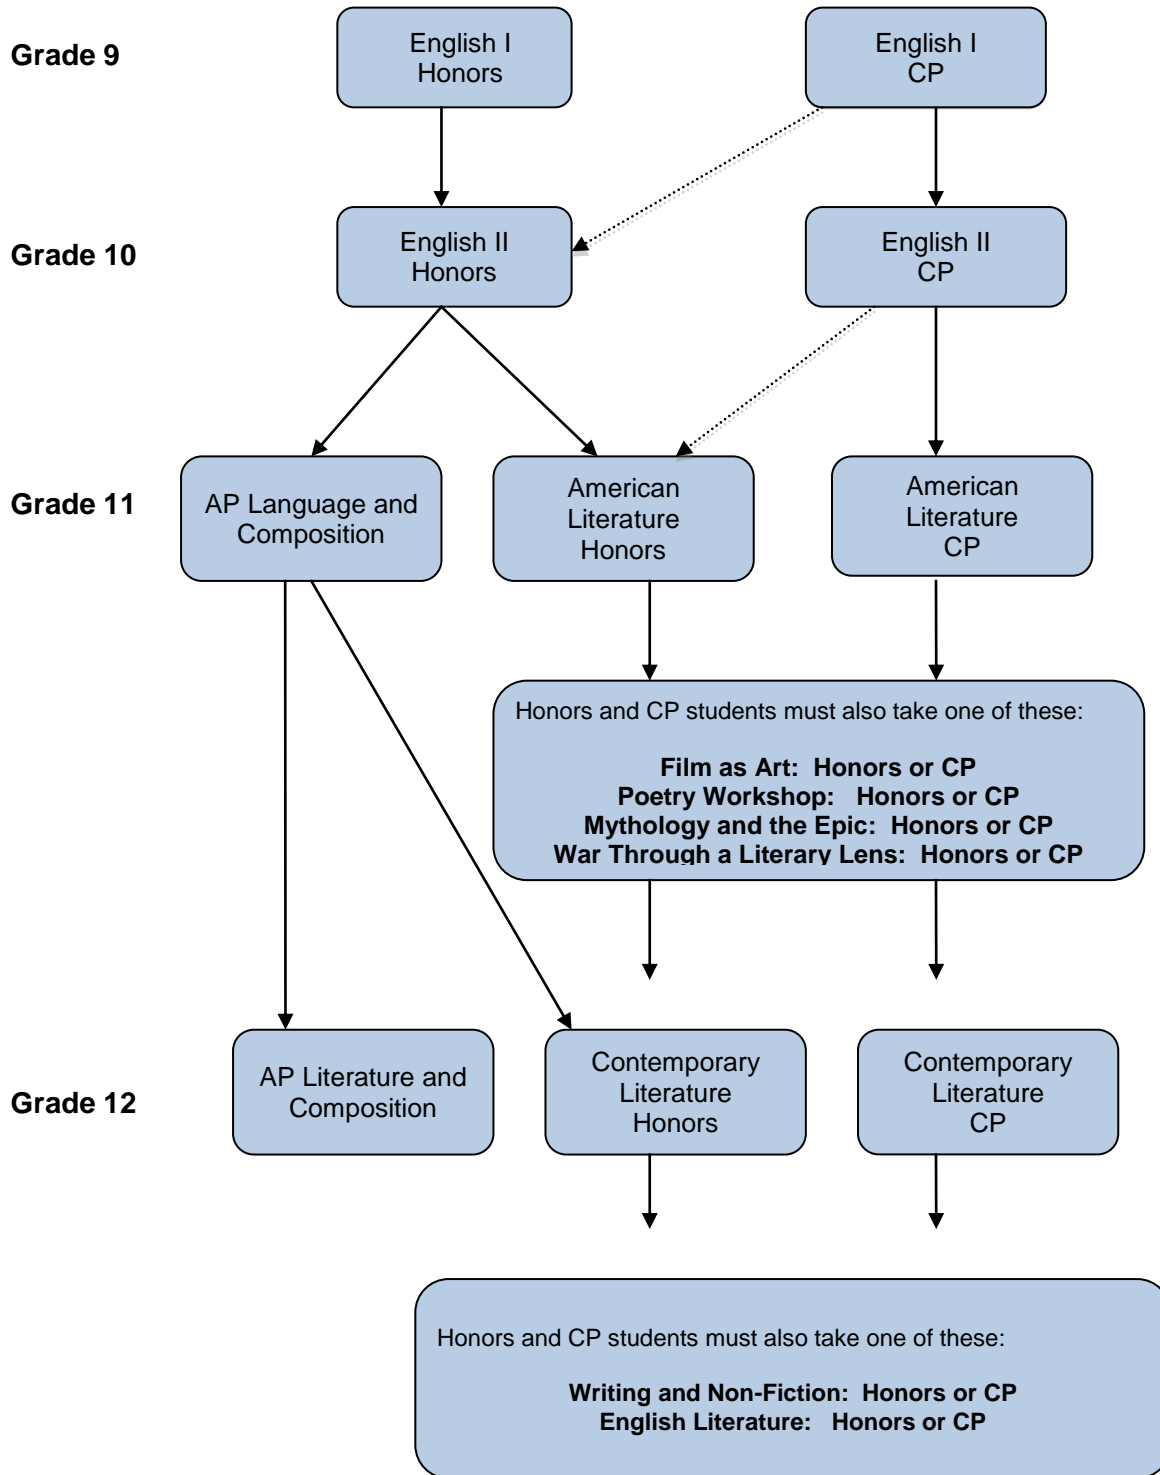 Grade 9
English I
Honors
English I
CP
Grade 10
English II
Honors
English II
CP
Grade 11
AP Language and
Composition
American
Literature
Honors
American
Literature
CP
Honors and CP students must also take one of these:
Film as Art:  Honors or CP
Poetry Workshop:   Honors or CP
Mythology and the Epic:  Honors or CP
War Through a Literary Lens:  Honors or CP
Grade 12
AP Literature and
Composition
Contemporary
Literature
Honors
Contemporary
Literature
CP
Honors and CP students must also take one of these:
Writing and Non-Fiction:  Honors or CP
English Literature:   Honors or CP